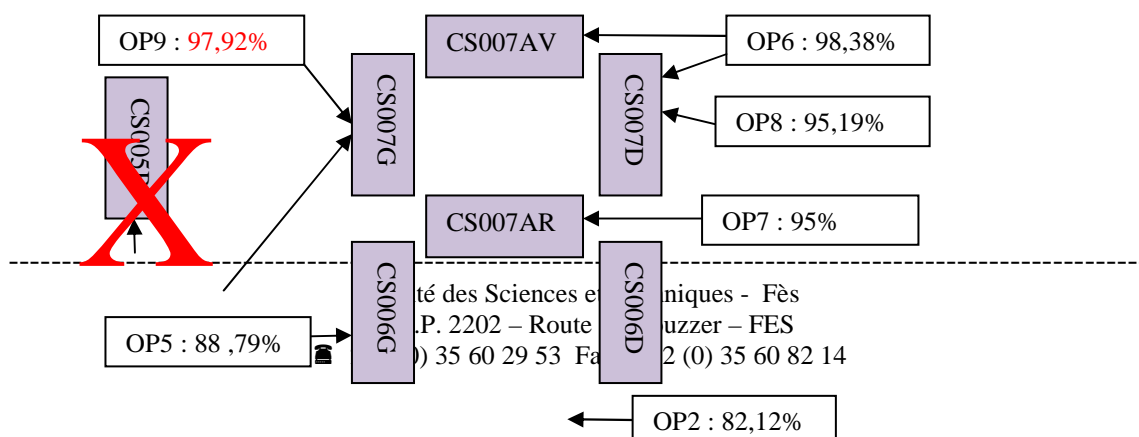 OP9 : 97,92%
CS007AV
OP6 : 98,38%
CS007G
CS007D
OP8 : 95,19%
CS007AR
OP7 : 95%
CS006G
CS006D
té des Sciences et niques - Fès
.P. 2202 – Route uzzer – FES
) 35 60 29 53 Fa 2 (0) 35 60 82 14
OP5 : 88 ,79%
OP2 : 82,12%